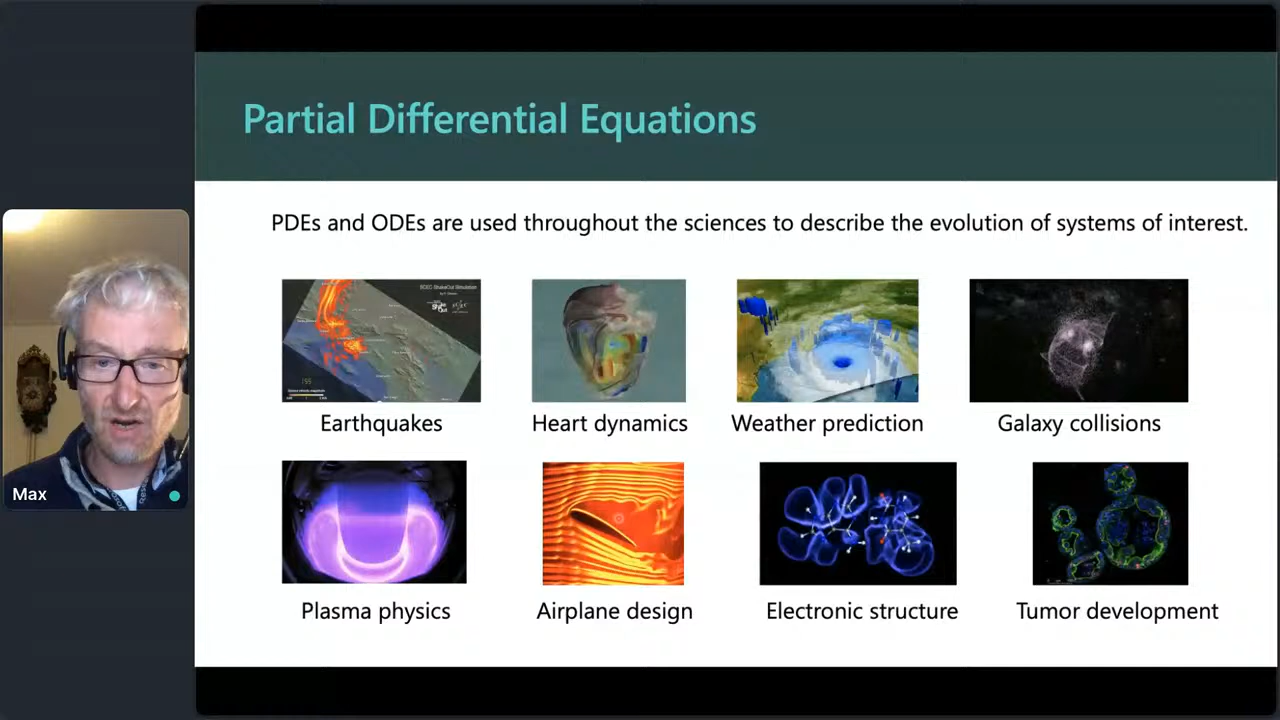 Partial Differential Equations
PDEs and ODEs are used throughout the sciences to describe the evolution of systems of interest.
Earthquakes
Heart dynamics
Weather prediction
Galaxy collisions
Max
Plasma physics
Airplane design
Electronic structure
Tumor development